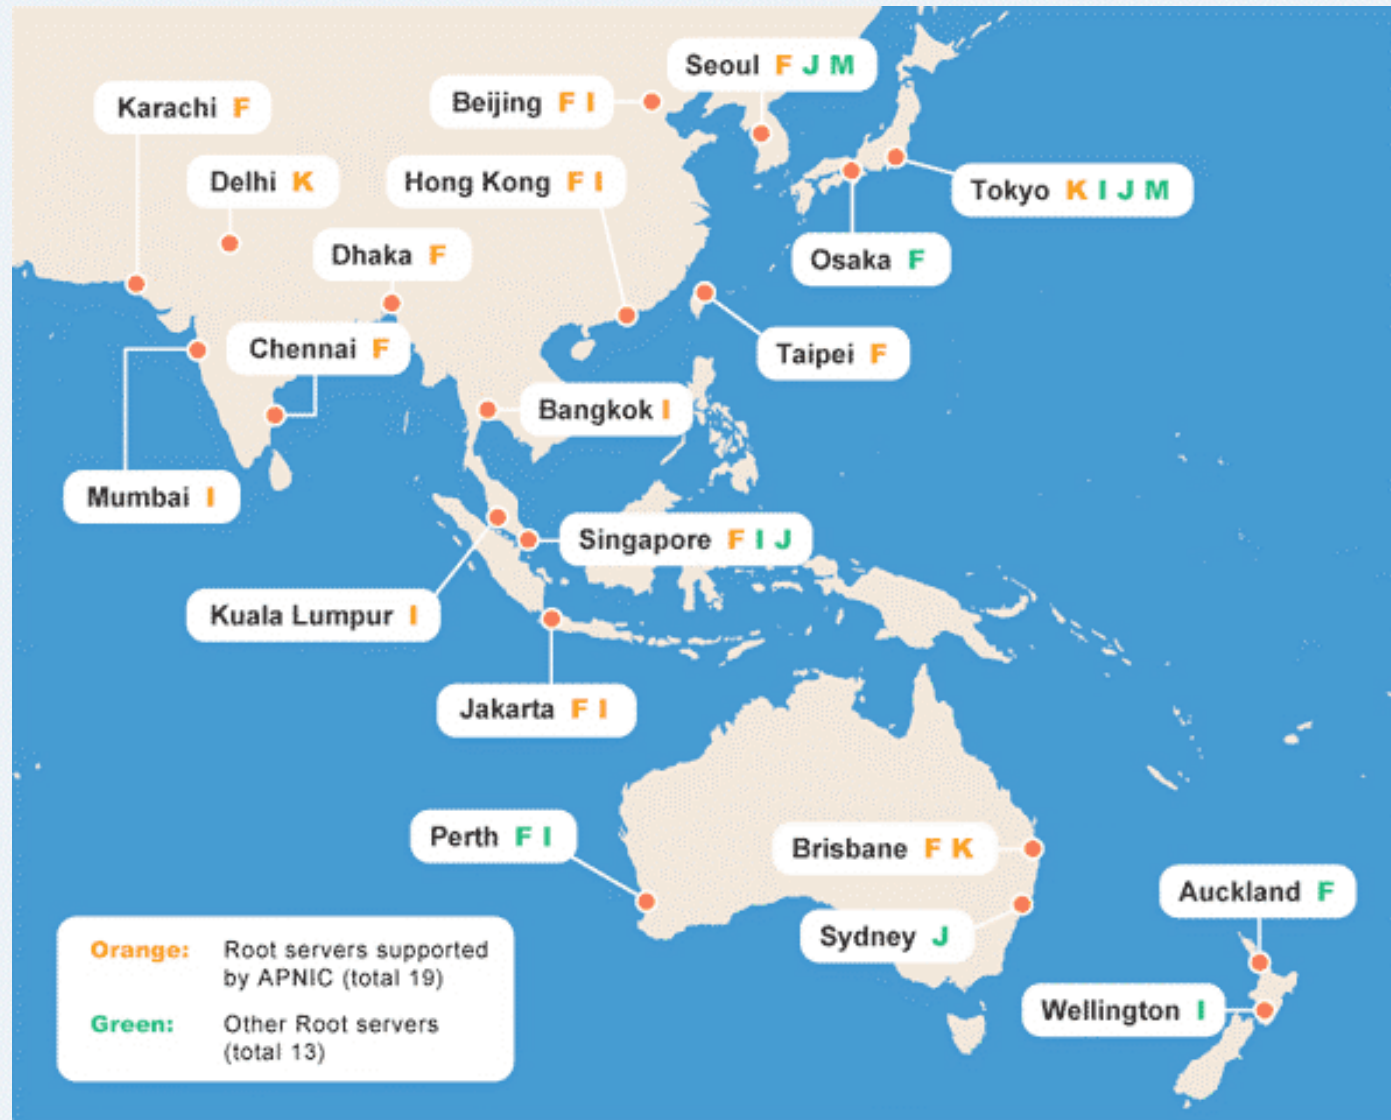 Seoul F J M
Karachi F
Beijing F I
Delhi K
Hong Kong F I
Tokyo K I J M
Dhaka F
Osaka F
Chennai F
Taipei F
Bangkok I
Mumbai I
Singapore F I J
Kuala Lumpur I
Jakarta F I
Perth F I
Brisbane F K
Auckland F
Sydney J
Wellington I
Orange: Root servers supported
by APNIC (total 19)
Green: Other Root servers
(total 13)